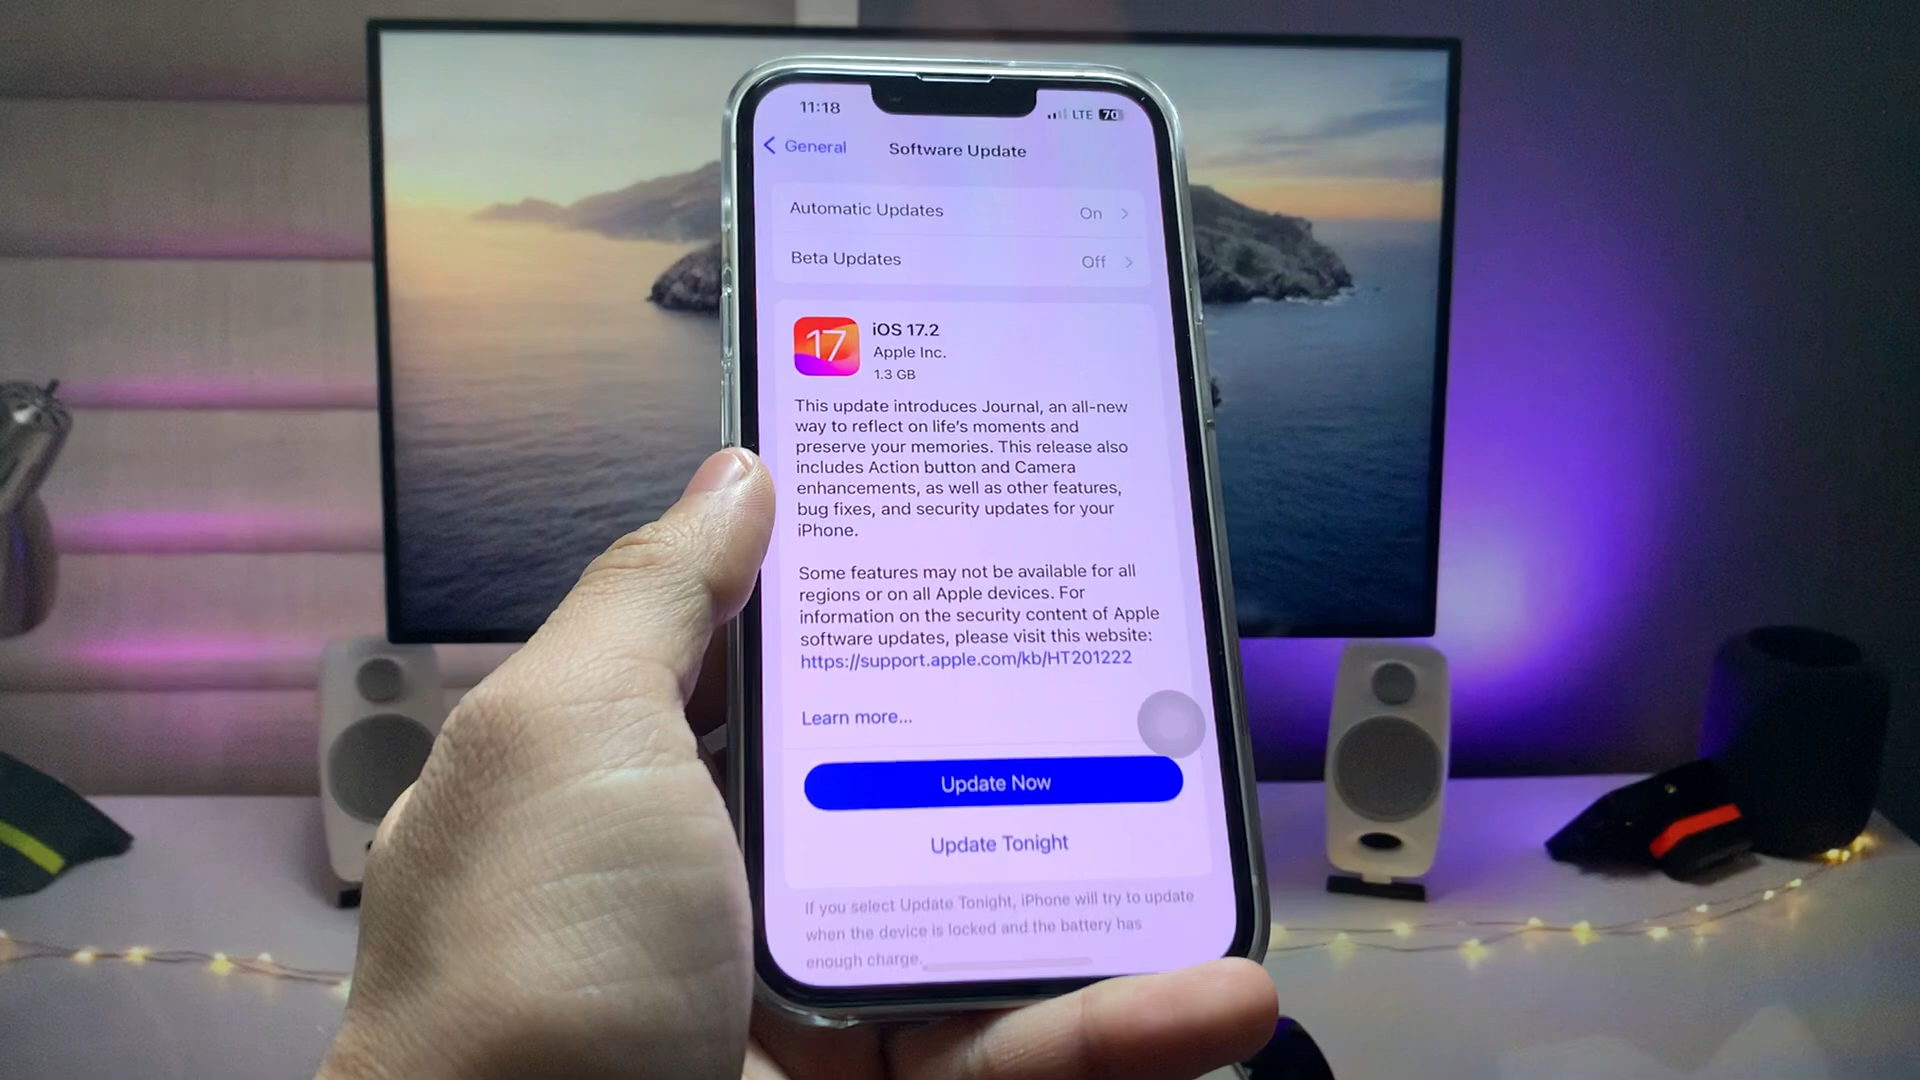 11:18
LTE 70
General
Software Update
Automatic Updates On
Beta Updates Off
17
iOS 17.2
Apple Inc.
1.3 GB
This update introduces Journal, an all-new
way to reflect on life's moments and
preserve your memories. This release also
includes Action button and Camera
enhancements, as well as other features,
bug fixes, and security updates for your
iPhone.
Some features may not be available for all
regions or on all Apple devices. For
information on the security content of Apple
software updates, please visit this website:
https://support.apple.com/kb/HT201222
Learn more...
Update Now
Update Tonight
If you select Update Tonight, iPhone will try to update
when the device is locked and the battery has
enough charge.